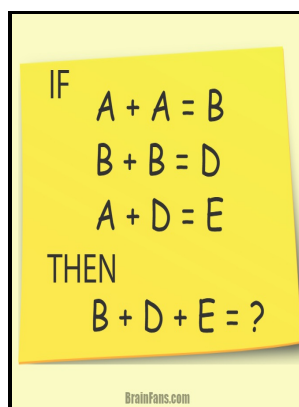 IF
A + A = B
B + B = D
A + D = E
THEN
B + D + E = ?
BrainFans.com